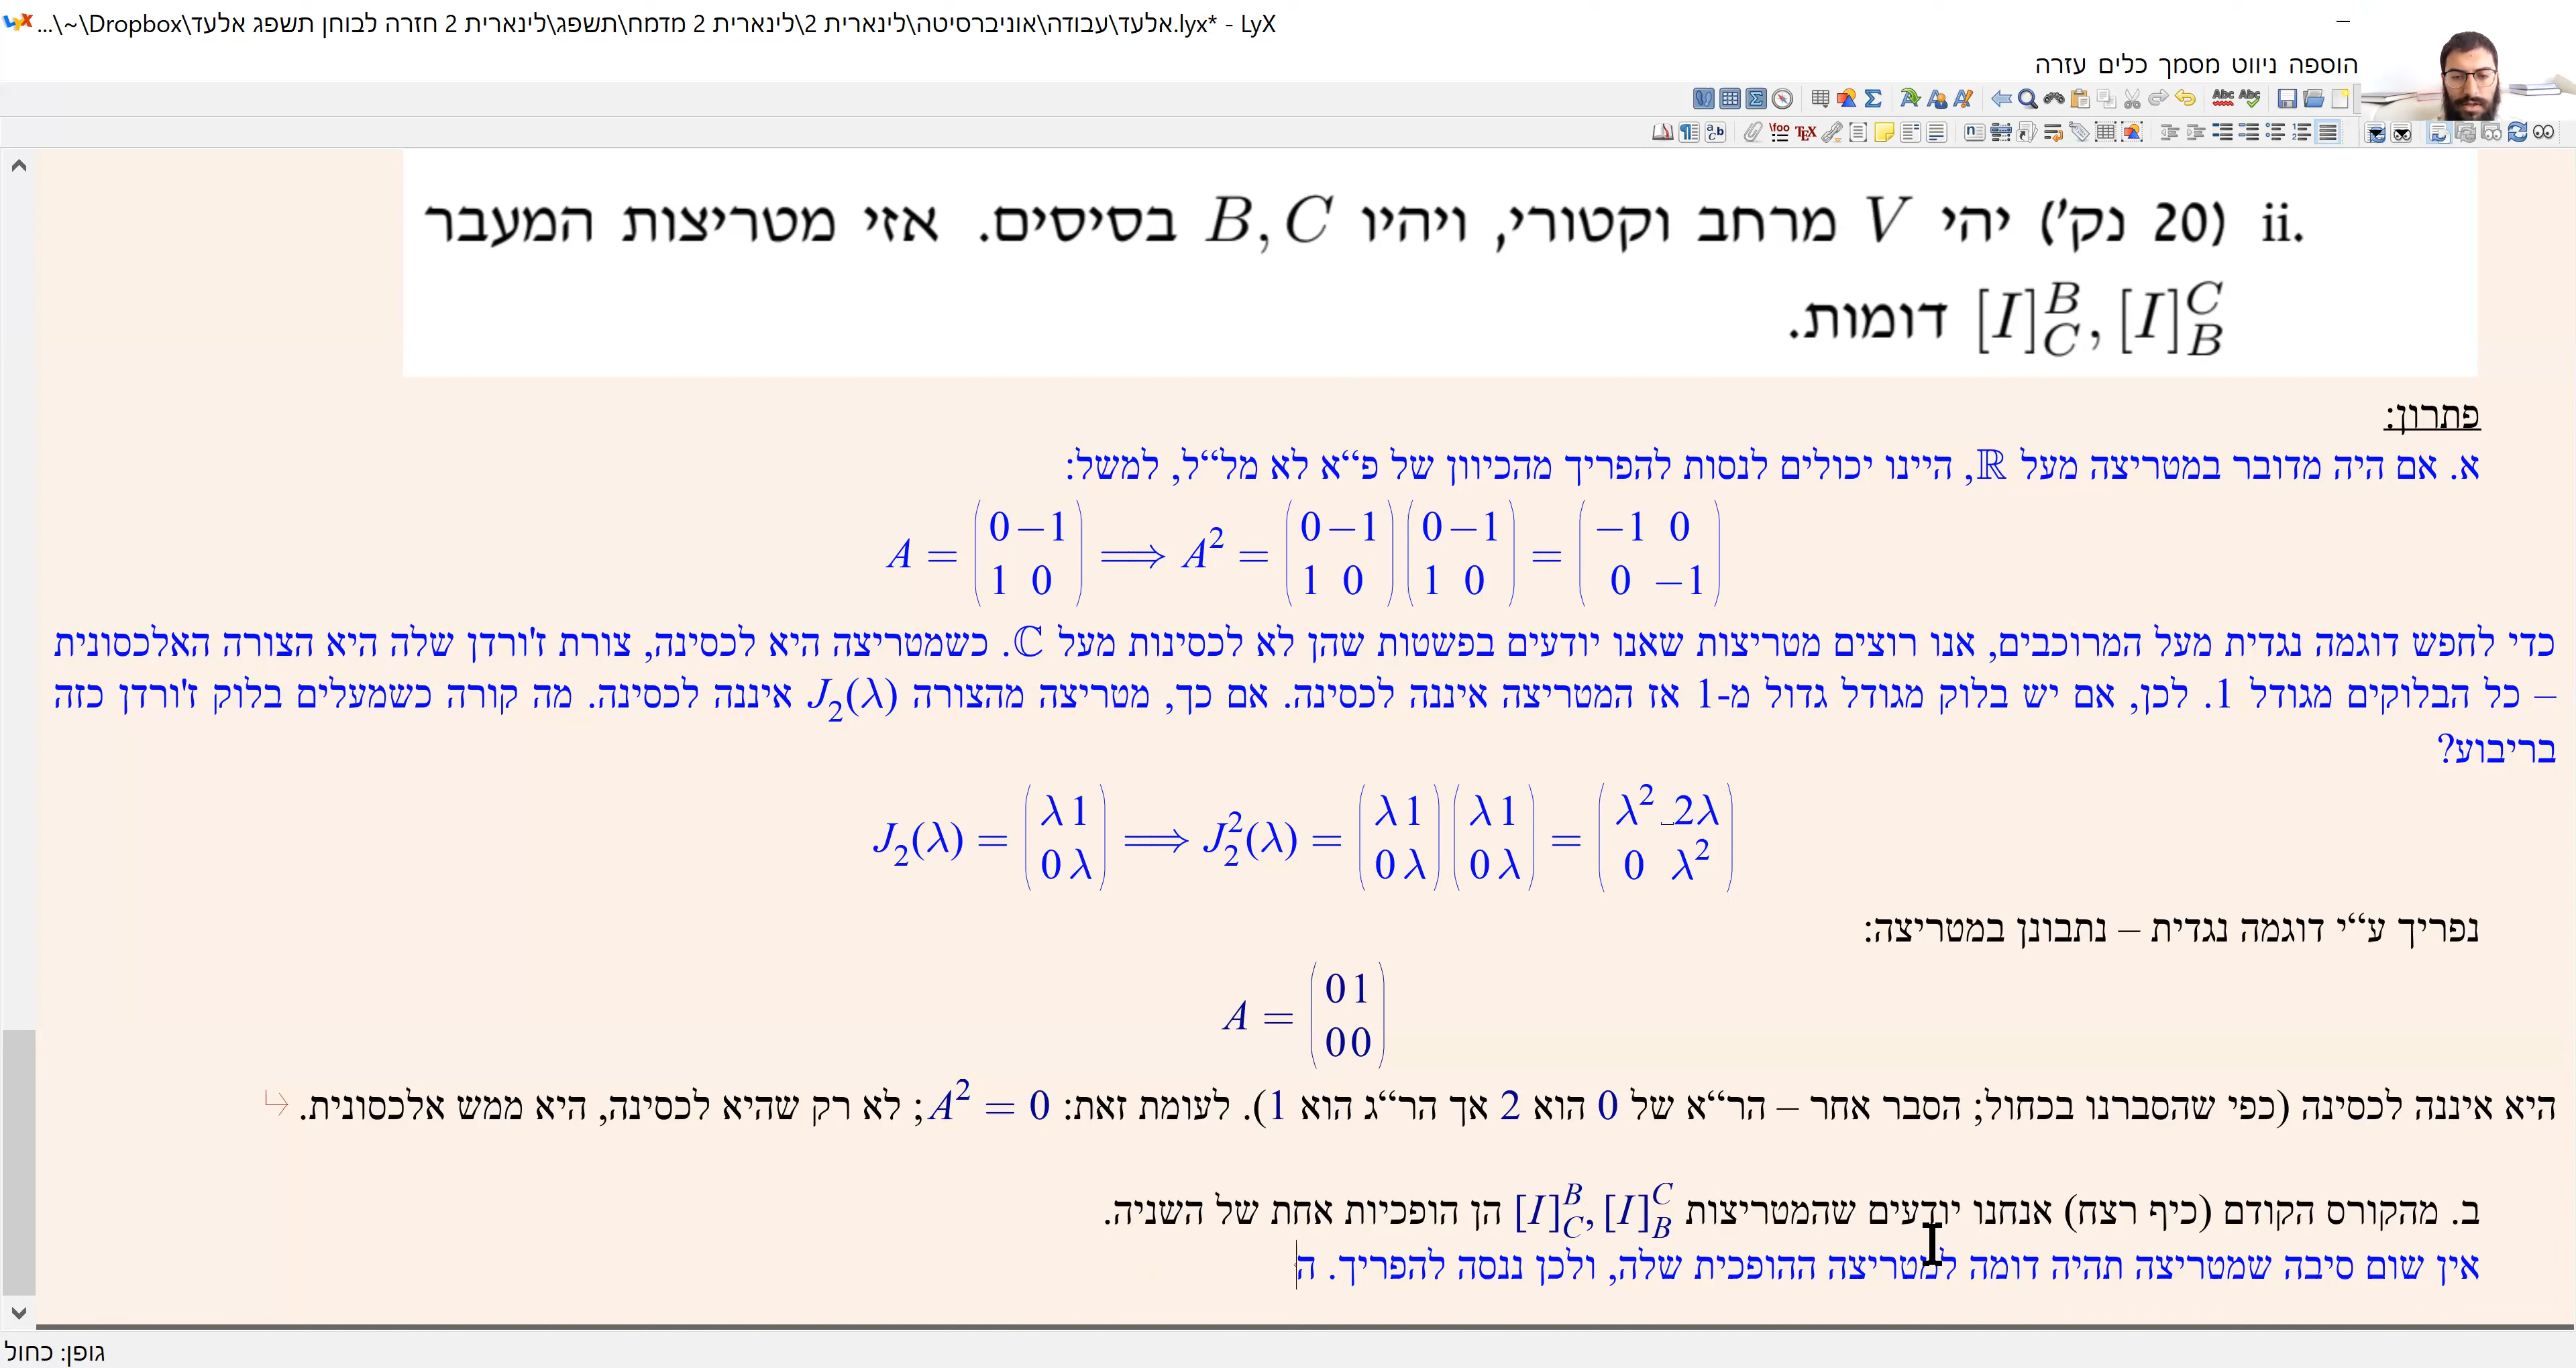 ...\~\Dropbox\אלעד\עבודה\אוניברסיטה\לינארית 2\לינארית 2 מדמח\תשפג\לינארית 2 חזרה לבוחן תשפג אלעד.lyx* - LyX
הוספה ניווט מסמך כלים עזרה
ii. (20 נק') יהי V מרחב וקטורי, ויהיו B, C בסיסים. אזי מטריצות המעבר
[I]^C_B, [I]^B_C דומות.
פתרון:
א. אם היה מדובר במטריצה מעל ℝ, היינו יכולים לנסות להפריך מהכיוון של פ“א לא מל“ל, למשל:
A = (0 −1; 1 0) ⟹ A² = (0 −1; 1 0)(0 −1; 1 0) = (−1 0; 0 −1)
כדי לחפש דוגמה נגדית מעל המרוכבים, אנו רוצים מטריצות שאנו יודעים בפשטות שהן לא לכסינות מעל ℂ. כשמטריצה היא לכסינה, צורת ז'ורדן שלה היא הצורה האלכסונית
– כל הבלוקים מגודל 1. לכן, אם יש בלוק מגודל גדול מ-1 אז המטריצה איננה לכסינה. אם כך, מטריצה מהצורה J₂(λ) איננה לכסינה. מה קורה כשמעלים בלוק ז'ורדן כזה
בריבוע?
J₂(λ) = (λ 1; 0 λ) ⟹ J₂²(λ) = (λ 1; 0 λ)(λ 1; 0 λ) = (λ² 2λ; 0 λ²)
נפריך ע“י דוגמה נגדית – נתבונן במטריצה:
A = (0 1; 0 0)
היא איננה לכסינה (כפי שהסברנו בכחול; הסבר אחר – הר“א של 0 הוא 2 אך הר“ג הוא 1). לעומת זאת: A² = 0; לא רק שהיא לכסינה, היא ממש אלכסונית.
ב. מהקורס הקודם (כיף רצח) אנחנו יודעים שהמטריצות [I]^C_B, [I]^B_C הן הופכיות אחת של השניה.
אין שום סיבה שמטריצה תהיה דומה למטריצה ההופכית שלה, ולכן ננסה להפריך. ה
גופן: כחול